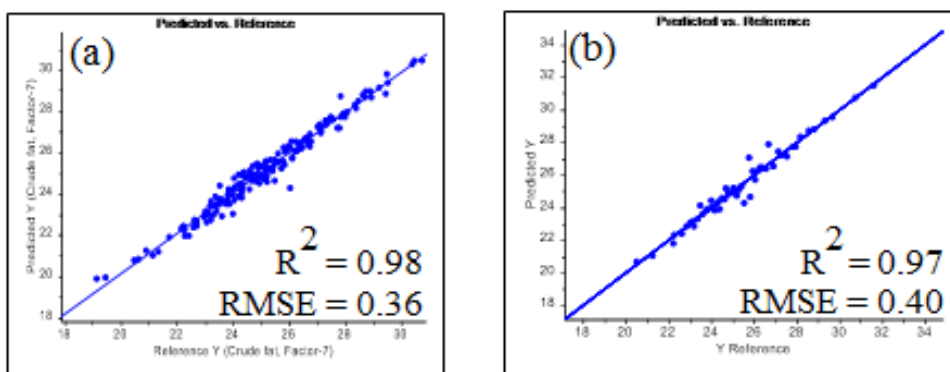 Predicted vs. Reference
(a)
30
28
26
24
22
20
18
Predicted Y (Crude fat, Factor-7)
R² = 0.98
RMSE = 0.36
18 20 22 24 26 28 30
Reference Y (Crude fat, Factor-7)
Predicted vs. Reference
(b)
34
32
30
28
26
24
22
20
18
Predicted Y
R² = 0.97
RMSE = 0.40
18 20 22 24 26 28 30 32 34
Y Reference